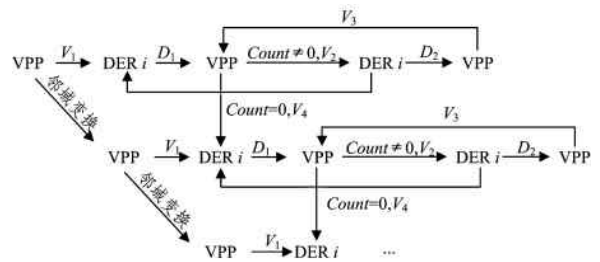 V₃
VPP V₁ DER i D₁ VPP Count≠0,V₂ DER i D₂ VPP
邻域变换
Count=0,V₄
V₃
VPP V₁ DER i D₁ VPP Count≠0,V₂ DER i D₂ VPP
邻域变换
Count=0,V₄
VPP V₁ DER i ...